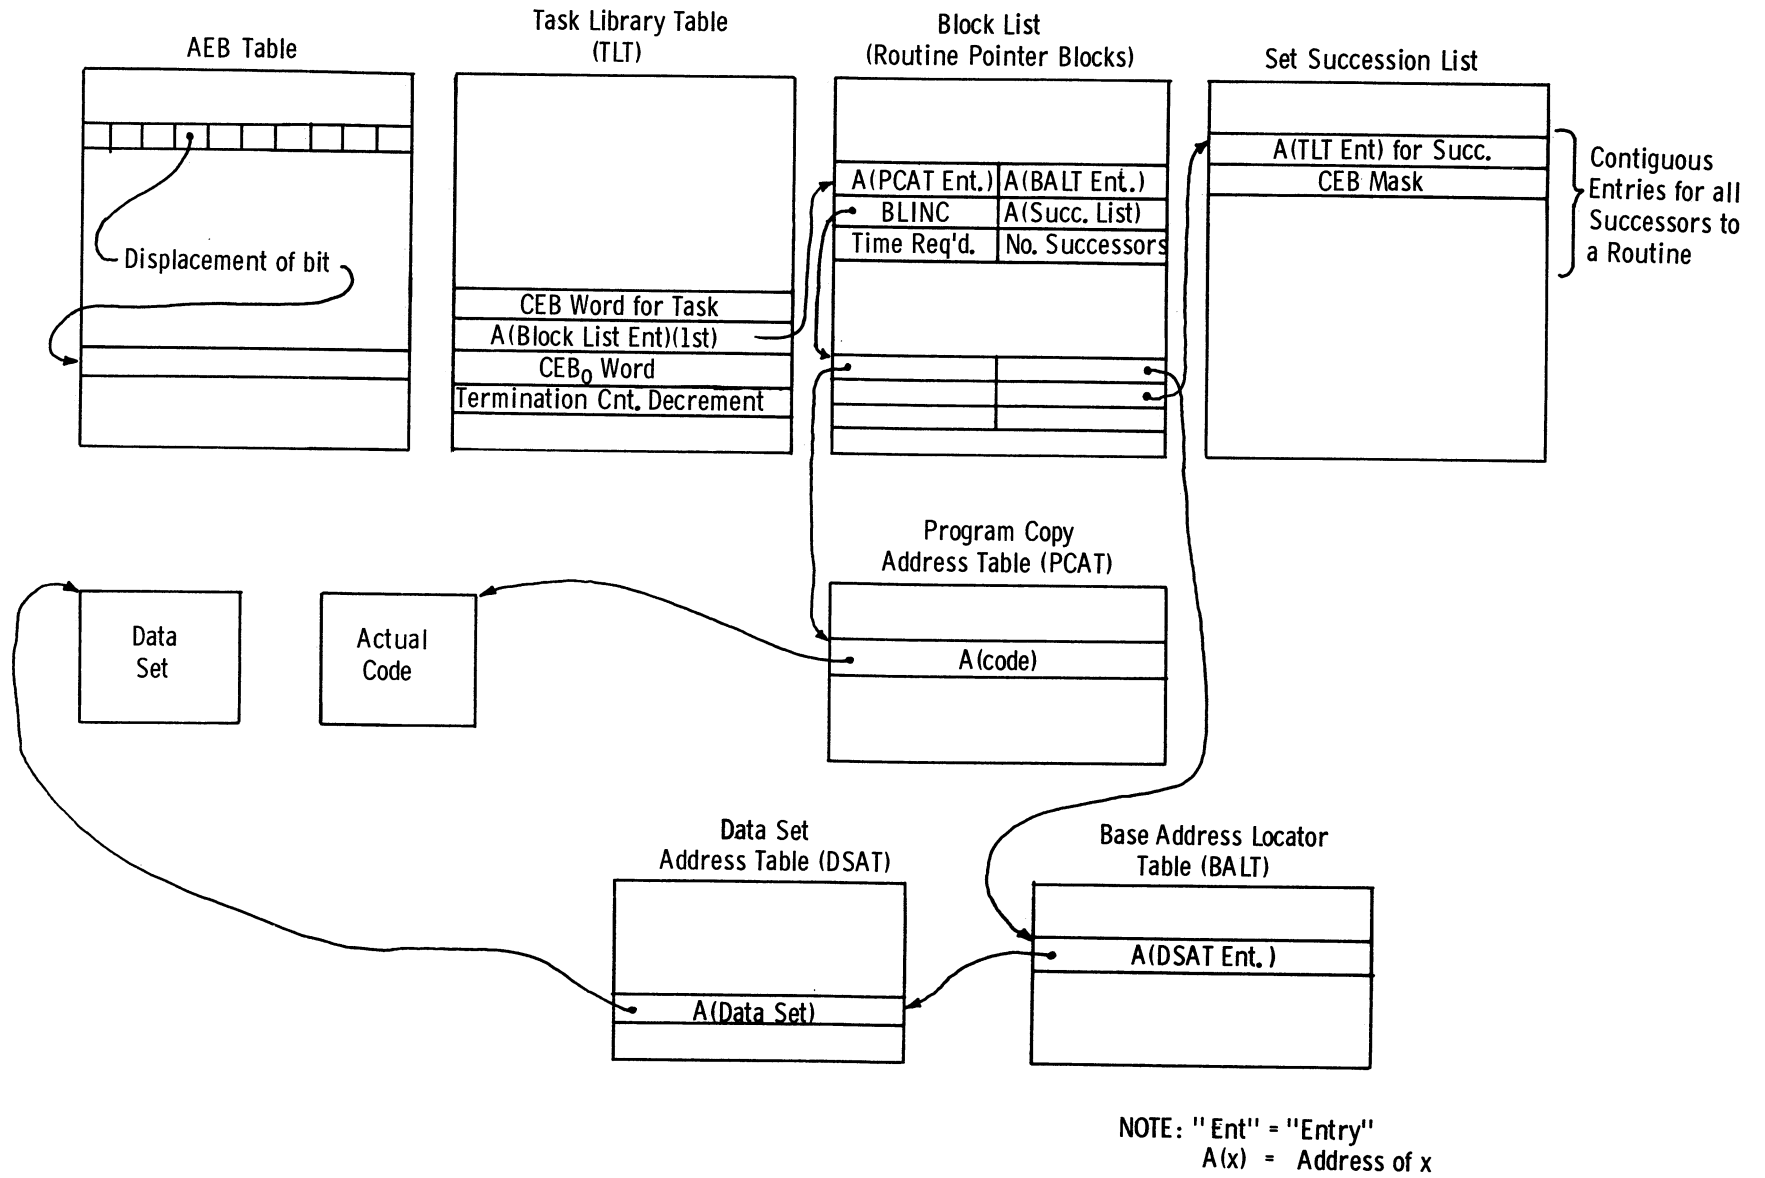 AEB Table
Displacement of bit
Task Library Table
(TLT)
CEB Word for Task
A(Block List Ent)(1st)
CEB0 Word
Termination Cnt. Decrement
Block List
(Routine Pointer Blocks)
A(PCAT Ent.) A(BALT Ent.)
BLINC A(Succ. List)
Time Req'd. No. Successors
Set Succession List
A(TLT Ent) for Succ.
CEB Mask
Contiguous
Entries for all
Successors to
a Routine
Program Copy
Address Table (PCAT)
A(code)
Data
Set
Actual
Code
Data Set
Address Table (DSAT)
A(Data Set)
Base Address Locator
Table (BALT)
A(DSAT Ent.)
NOTE: "Ent" = "Entry"
A(x) = Address of x